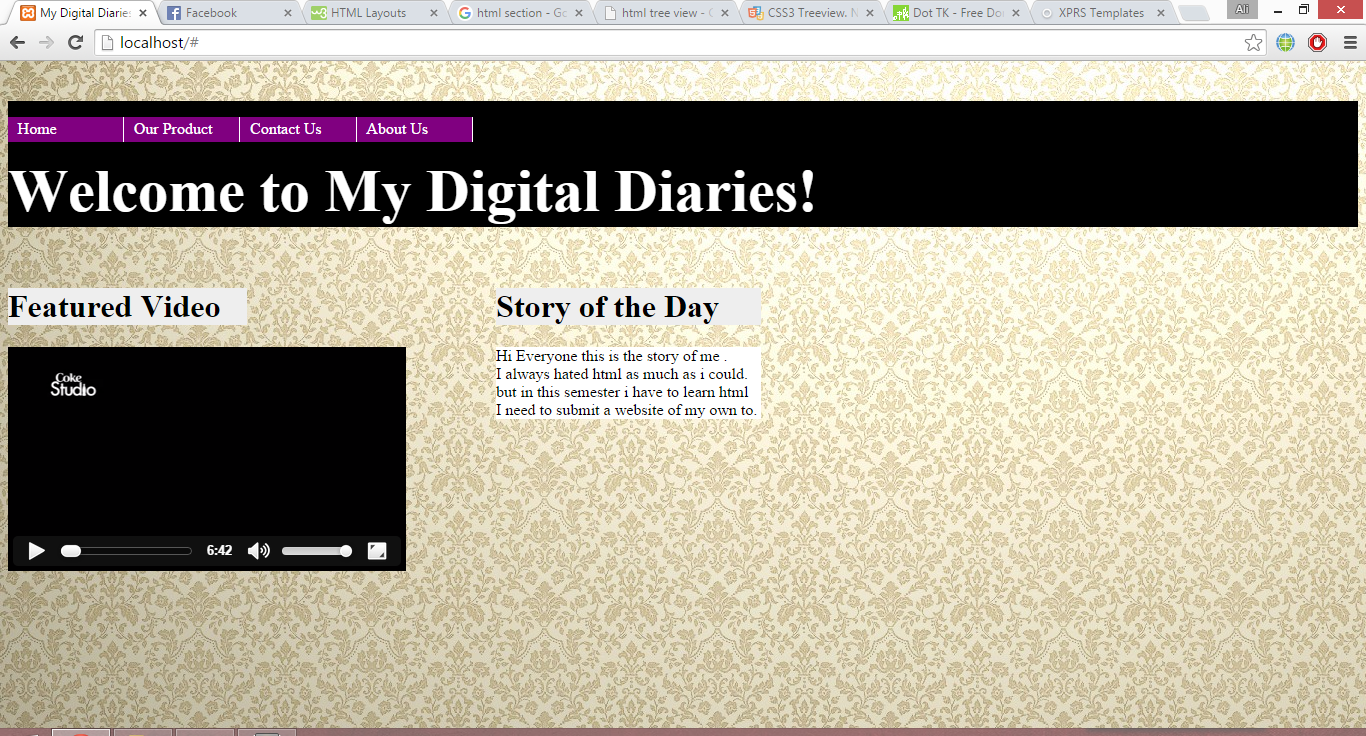 My Digital Diaries
Facebook
HTML Layouts
html section - Go
html tree view - 
CSS3 Treeview. N
Dot TK - Free Do
XPRS Templates
Ali
localhost/#
Home
Our Product
Contact Us
About Us
Welcome to My Digital Diaries!
Featured Video
Story of the Day
Coke
Studio
6:42
Hi Everyone this is the story of me .
I always hated html as much as i could.
but in this semester i have to learn html
I need to submit a website of my own to.